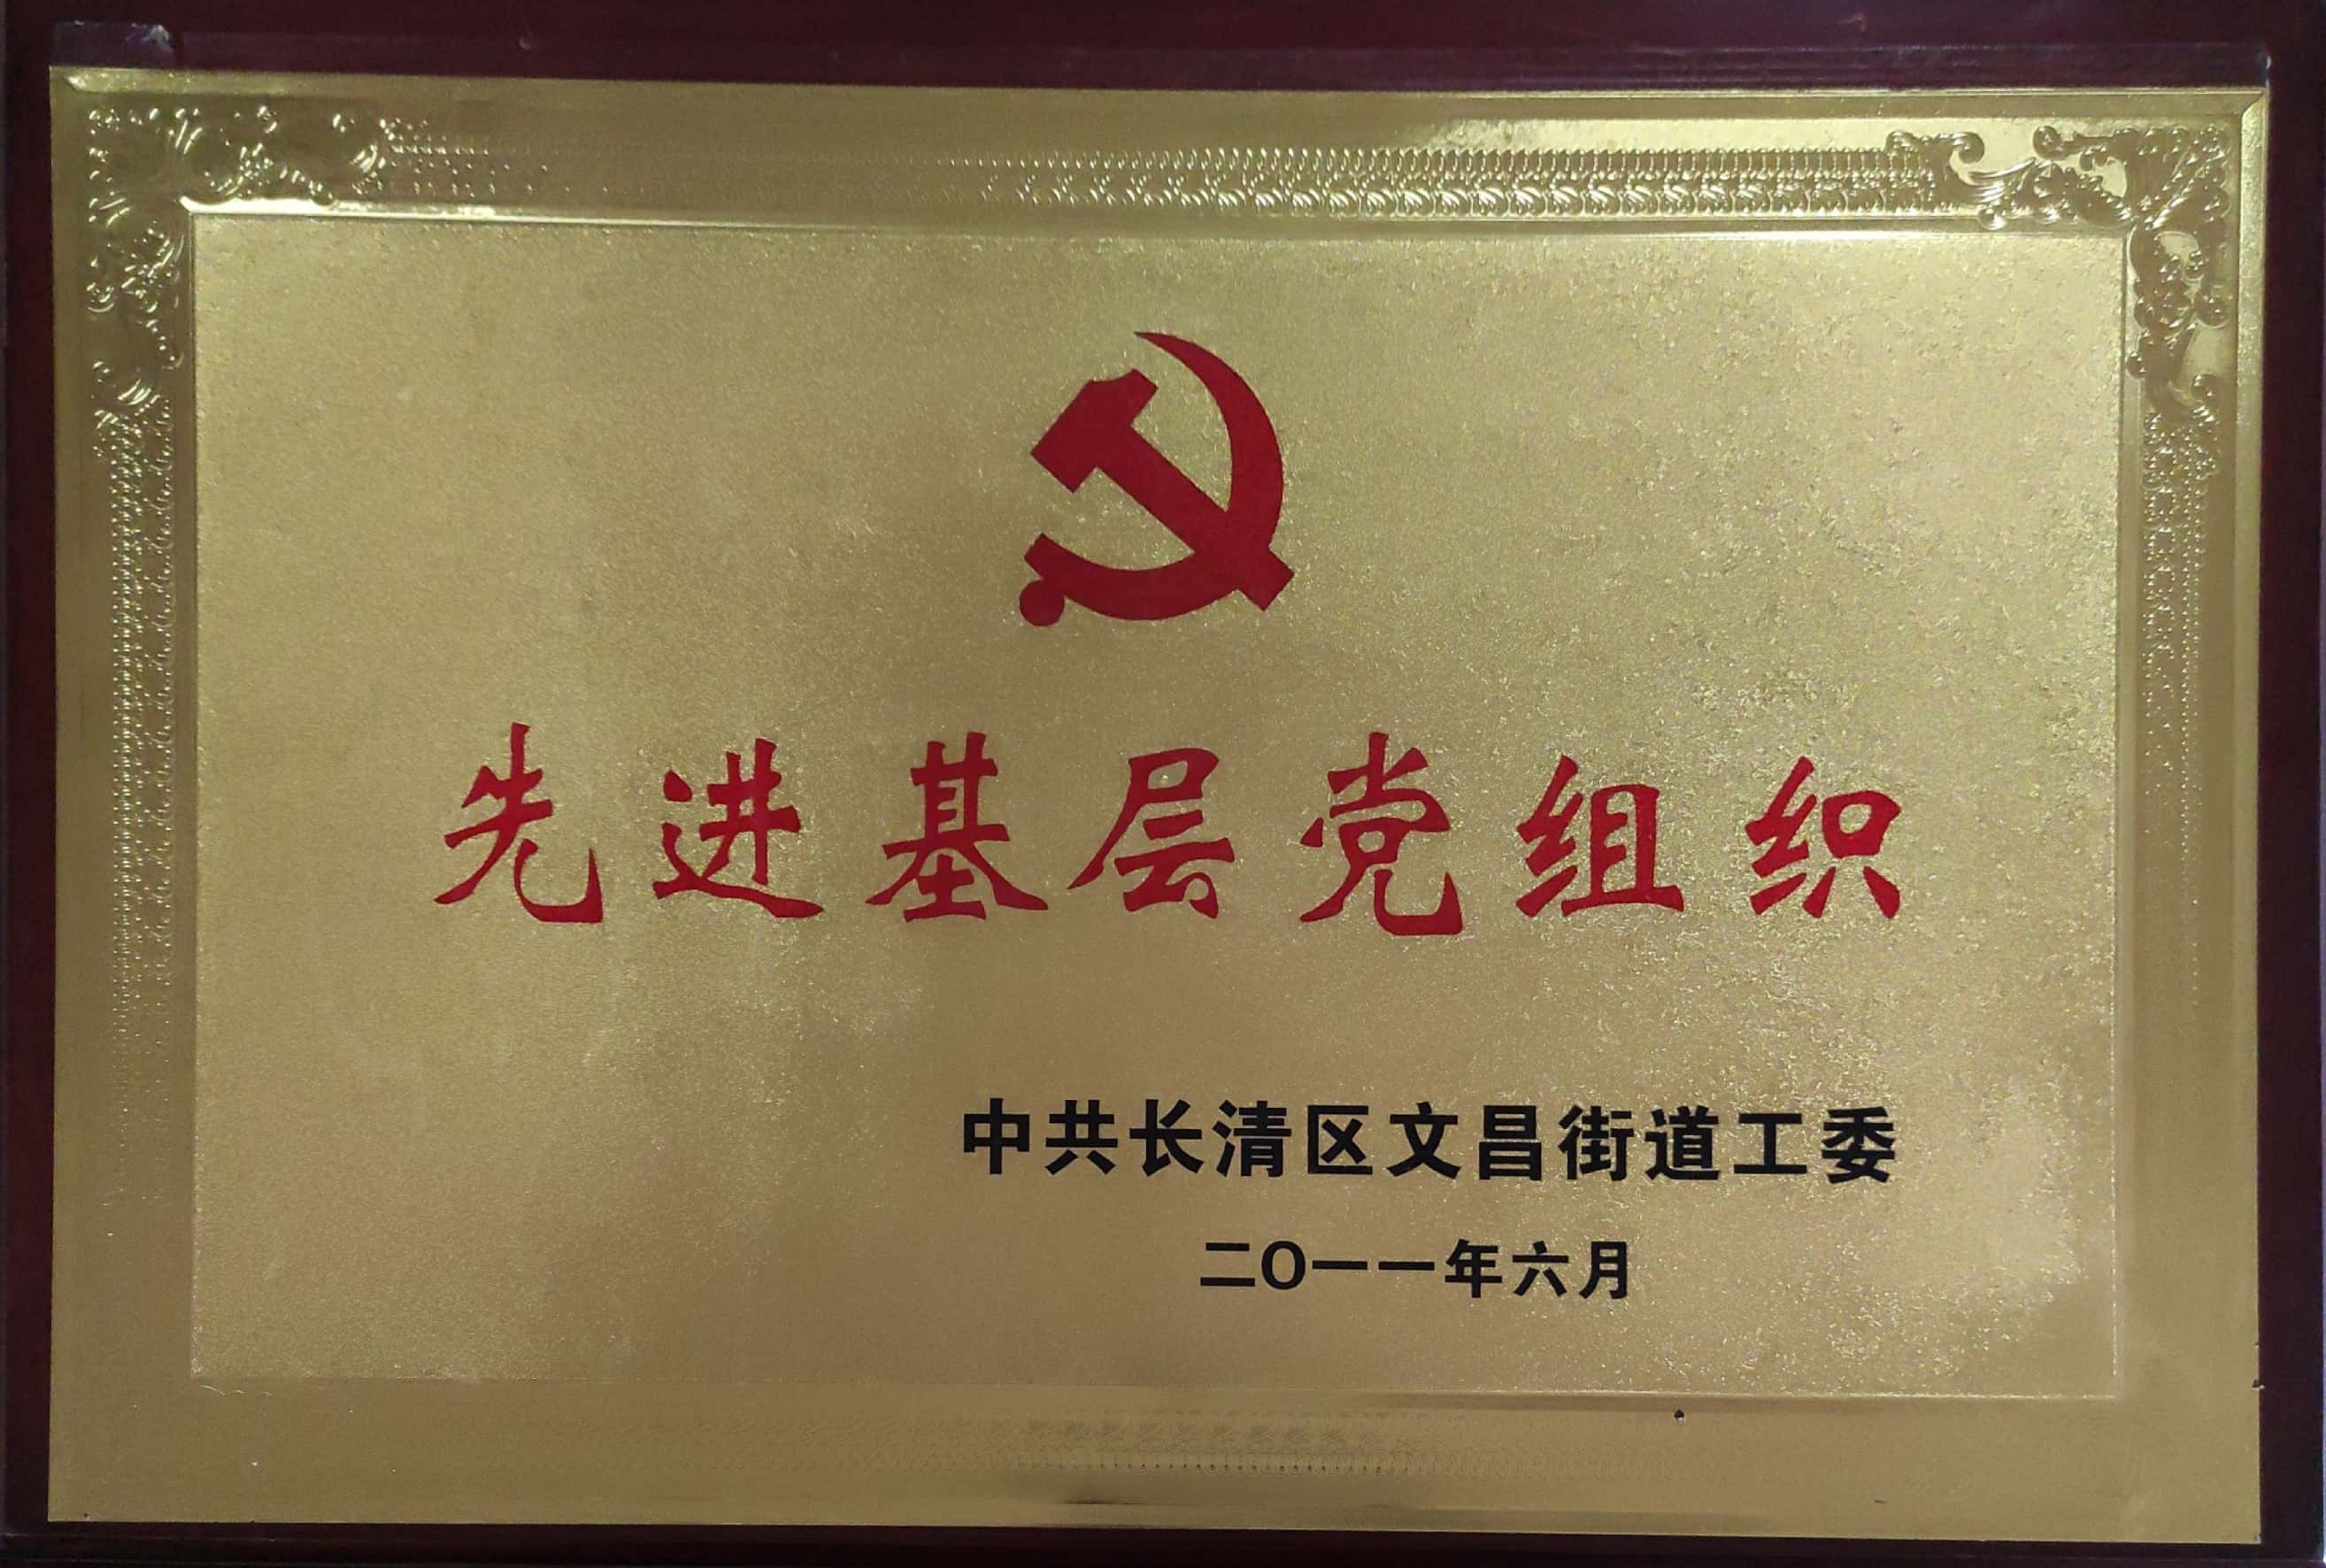 先进基层党组织
中共长清区文昌街道工委
二〇一一年六月